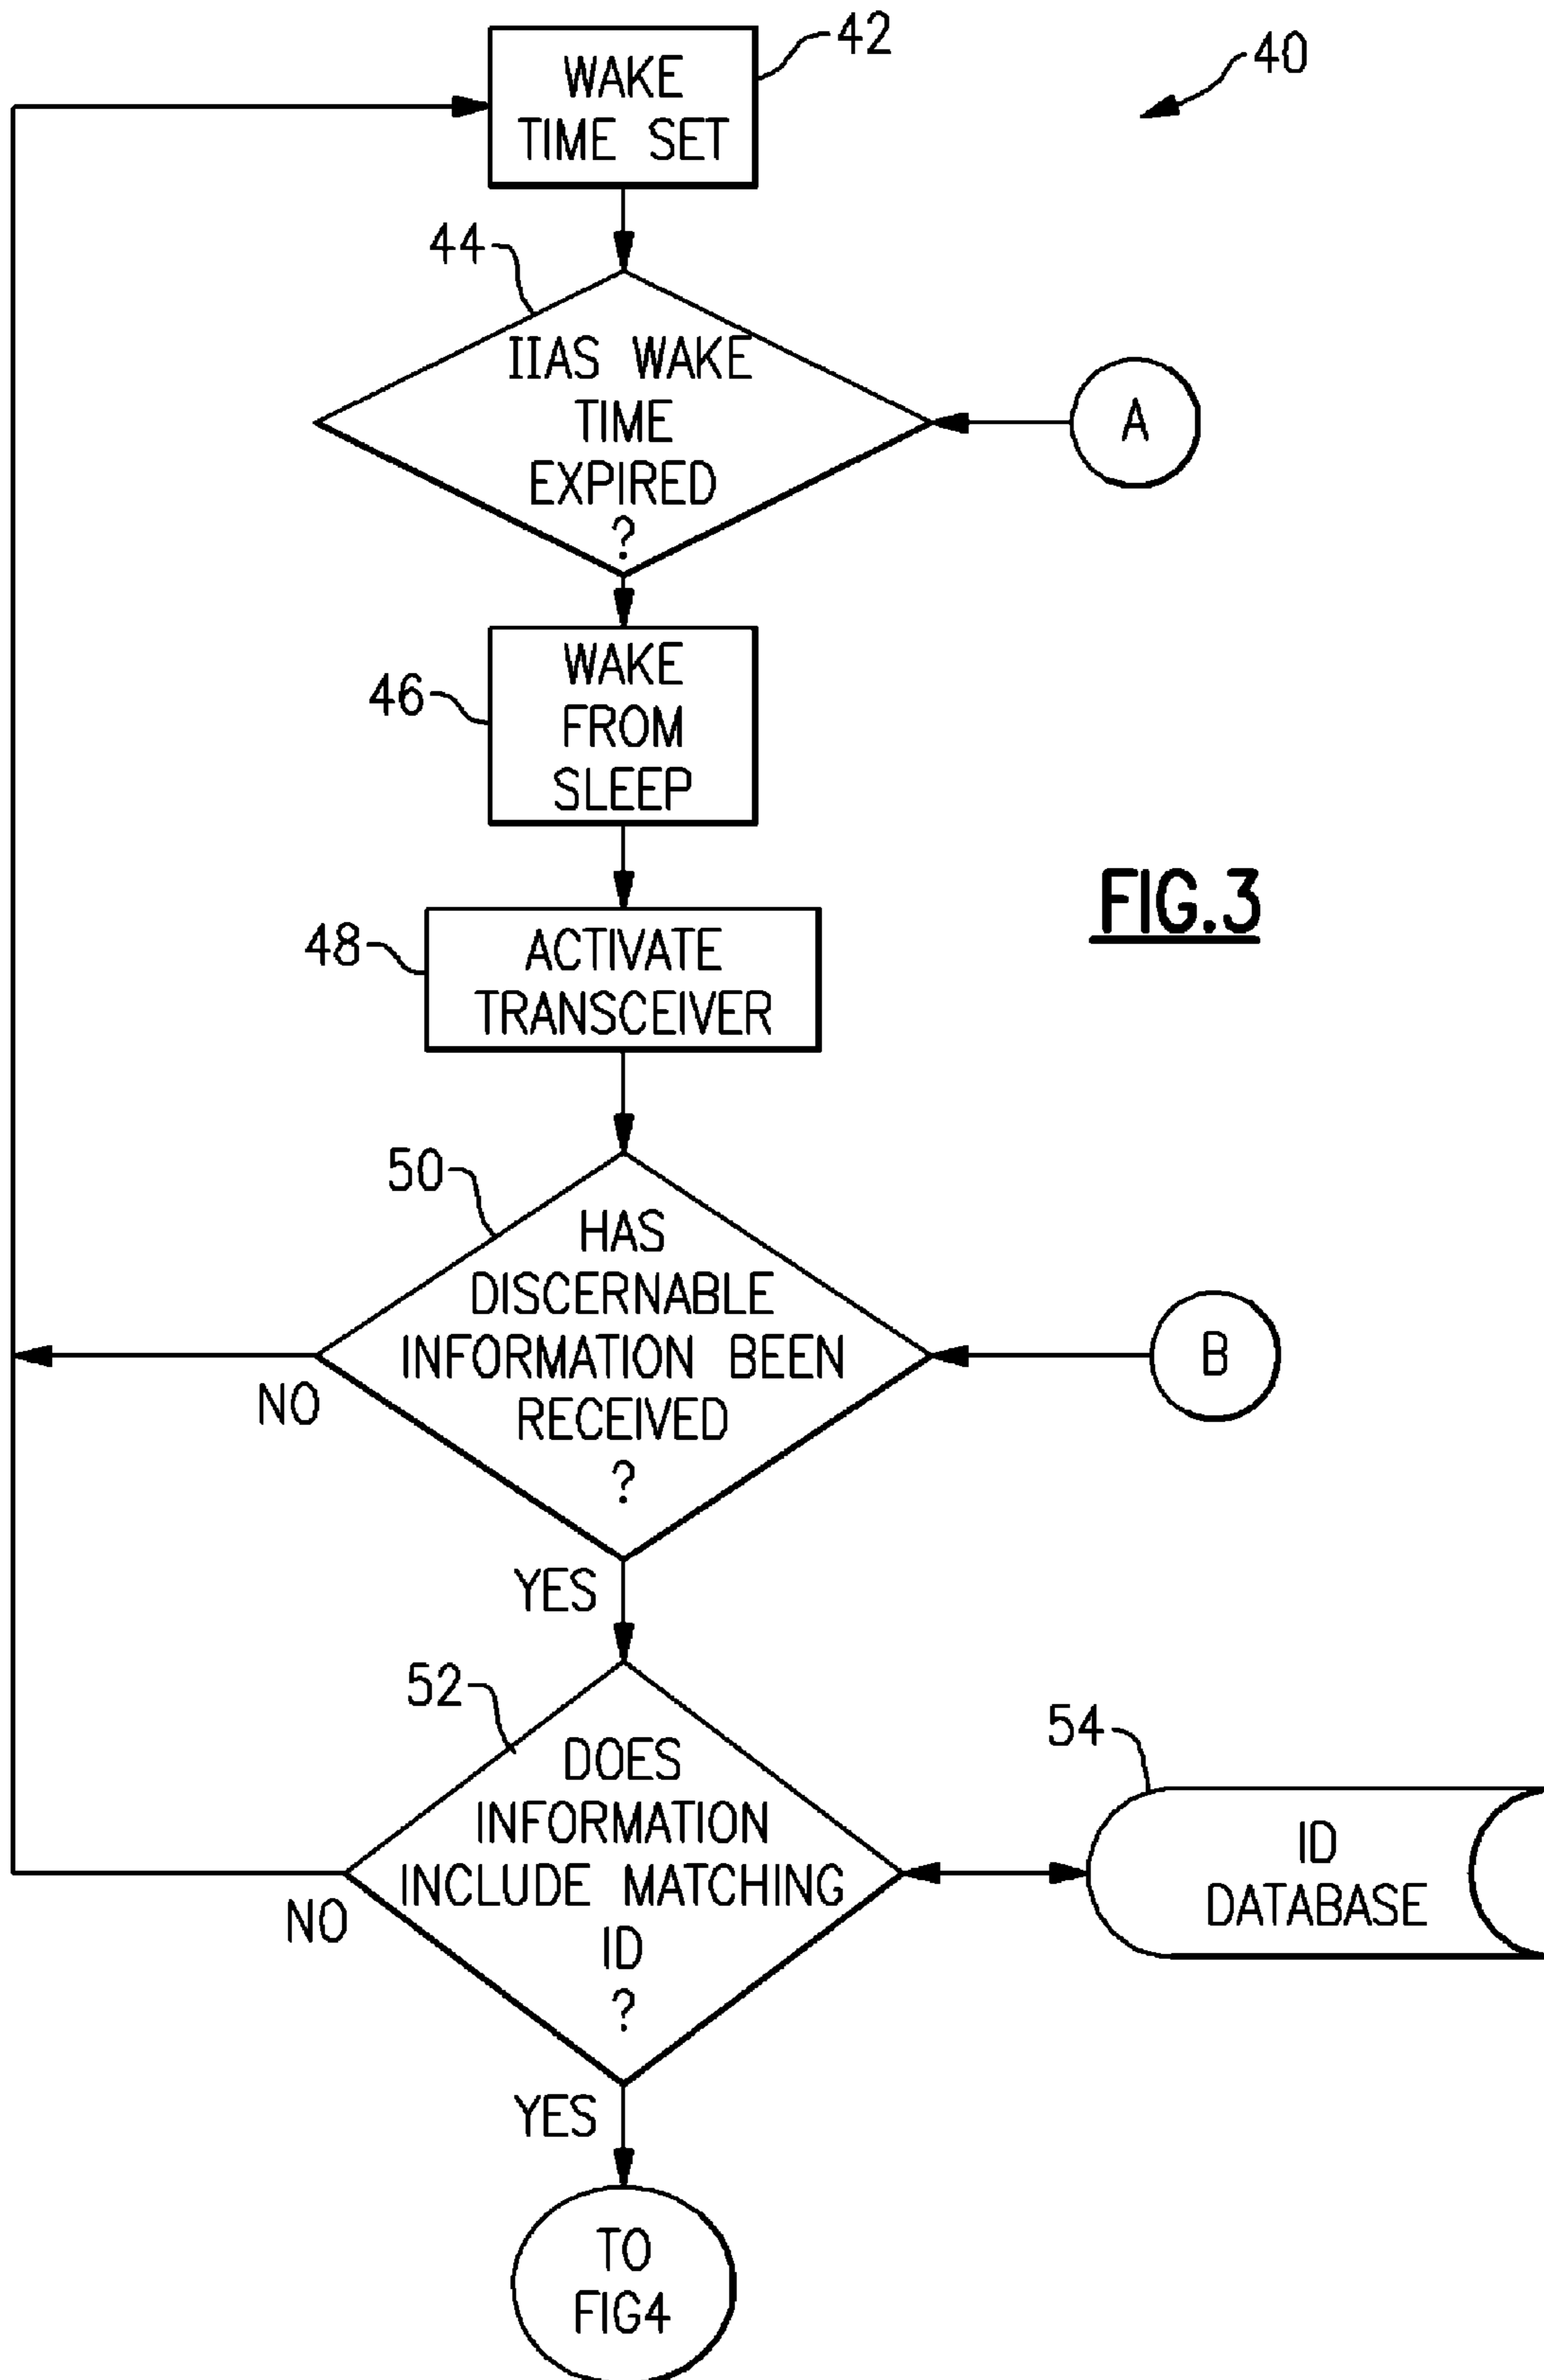 42
40
WAKE
TIME SET
44
IIAS WAKE
TIME
EXPIRED
?
A
46
WAKE
FROM
SLEEP
FIG.3
48
ACTIVATE
TRANSCEIVER
50
HAS
DISCERNABLE
INFORMATION BEEN
RECEIVED
?
B
NO
YES
52
54
DOES
INFORMATION
INCLUDE MATCHING
ID
?
ID
DATABASE
NO
YES
TO
FIG4